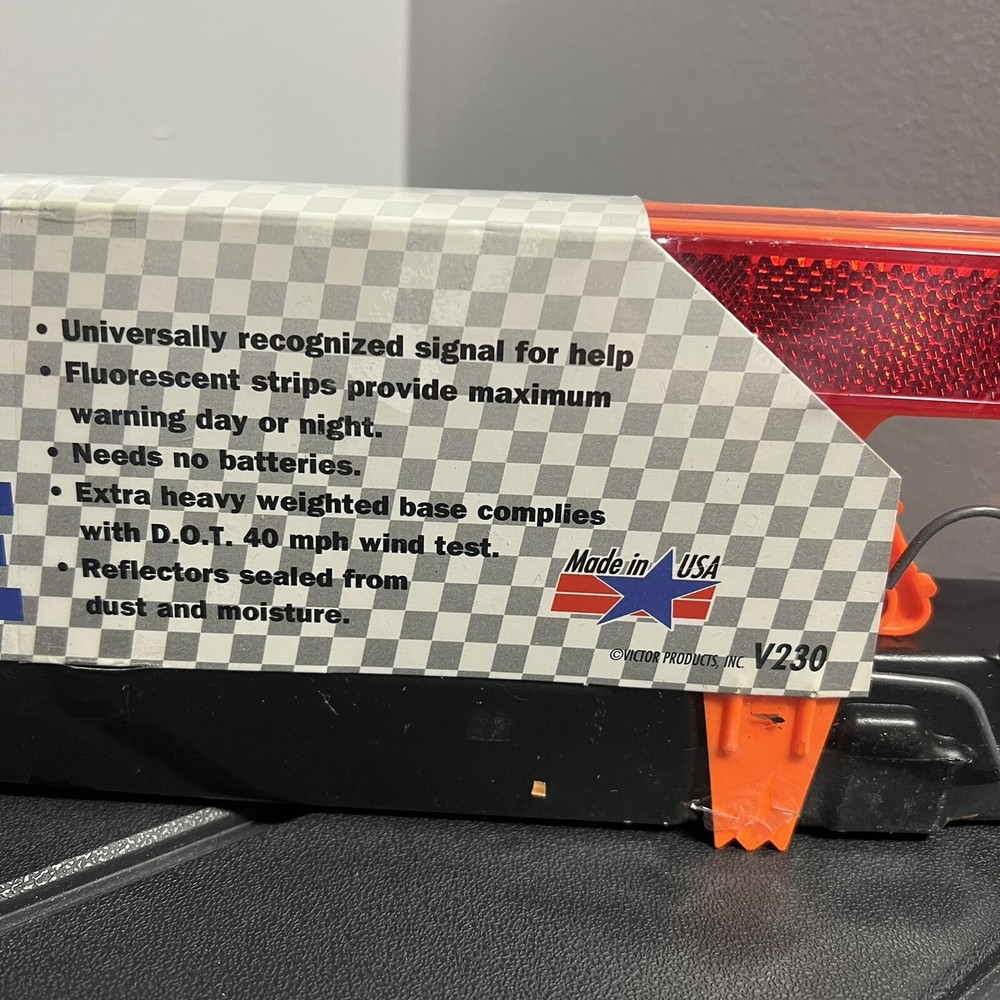 • Universally recognized signal for help
• Fluorescent strips provide maximum
warning day or night.
• Needs no batteries.
• Extra heavy weighted base complies
with D.O.T. 40 mph wind test.
• Reflectors sealed from
dust and moisture.
Made in USA
©VICTOR PRODUCTS, INC. V230